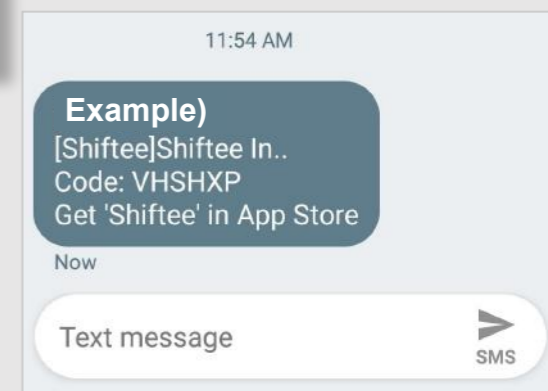 11:54 AM
Example)
[Shiftee]Shiftee In..
Code: VHSHXP
Get 'Shiftee' in App Store
Now
Text message
SMS